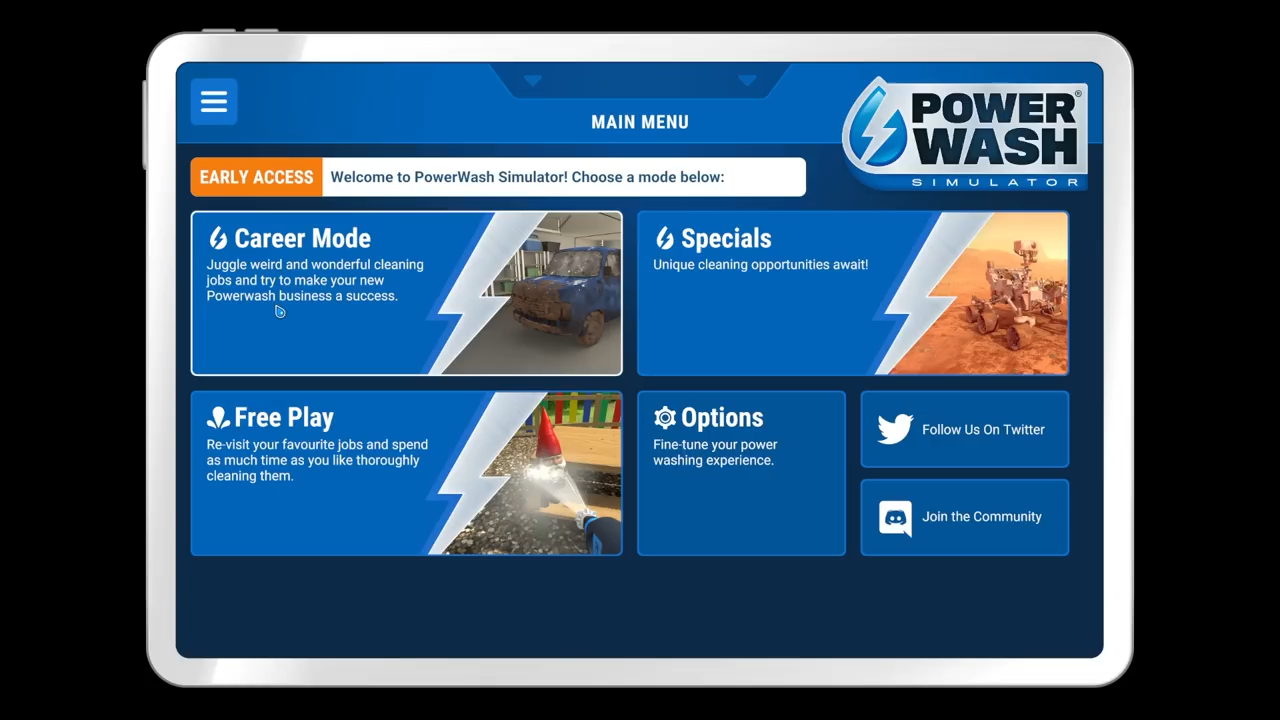 MAIN MENU
POWER®
WASH
SIMULATOR
EARLY ACCESS Welcome to PowerWash Simulator! Choose a mode below:
Career Mode
Juggle weird and wonderful cleaning
jobs and try to make your new
Powerwash business a success.
Specials
Unique cleaning opportunities await!
Free Play
Re-visit your favourite jobs and spend
as much time as you like thoroughly
cleaning them.
Options
Fine-tune your power
washing experience.
Follow Us On Twitter
Join the Community